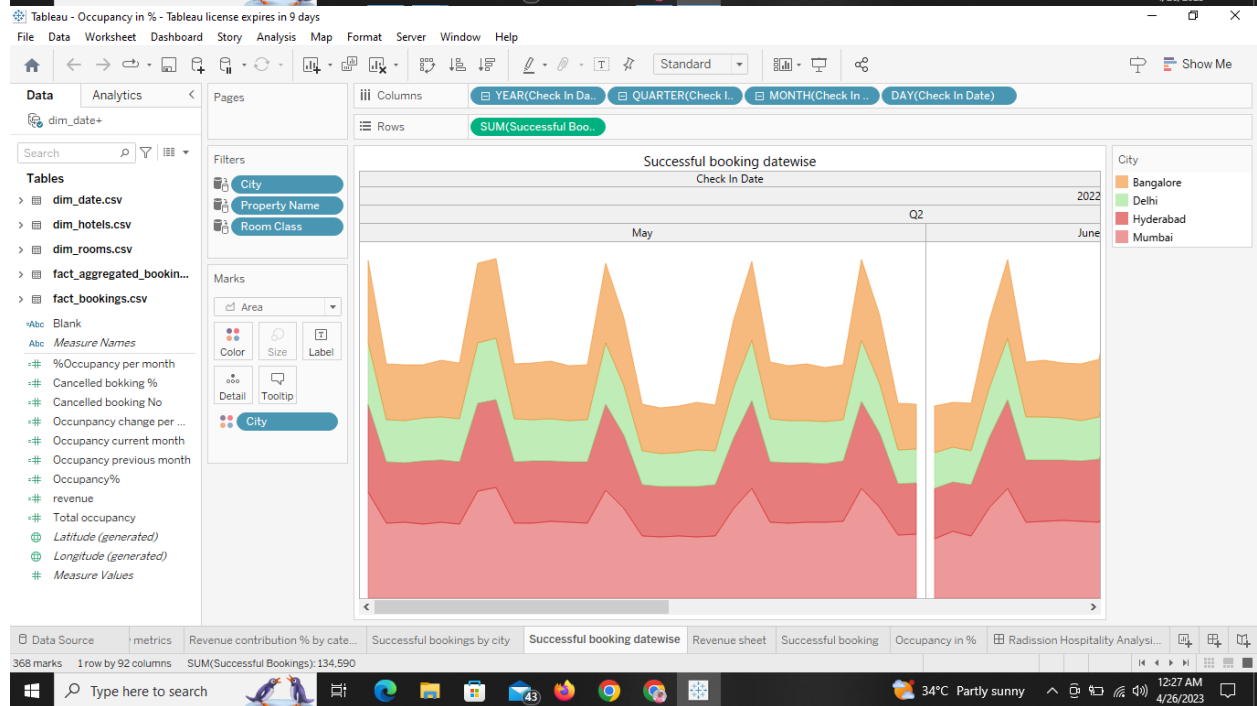 Tableau - Occupancy in % - Tableau license expires in 9 days
File Data Worksheet Dashboard Story Analysis Map Format Server Window Help
Standard
Show Me
Data Analytics
dim_date+
Search
Tables
dim_date.csv
dim_hotels.csv
dim_rooms.csv
fact_aggregated_bookin...
fact_bookings.csv
Abc Blank
Abc Measure Names
%Occupancy per month
Cancelled bokking %
Cancelled booking No
Occunpancy change per ...
Occupancy current month
Occupancy previous month
Occupancy%
revenue
Total occupancy
Latitude (generated)
Longitude (generated)
Measure Values
Pages
Filters
City
Property Name
Room Class
Marks
Area
Color Size Label
Detail Tooltip
City
Columns YEAR(Check In Da.. QUARTER(Check I.. MONTH(Check In .. DAY(Check In Date)
Rows SUM(Successful Boo..
Successful booking datewise
Check In Date
2022
Q2
May June
City
Bangalore
Delhi
Hyderabad
Mumbai
Data Source metrics Revenue contribution % by cate... Successful bookings by city Successful booking datewise Revenue sheet Successful booking Occupancy in % Radission Hospitality Analysi...
368 marks 1 row by 92 columns SUM(Successful Bookings): 134,590
Type here to search
43
34°C Partly sunny
12:27 AM
4/26/2023